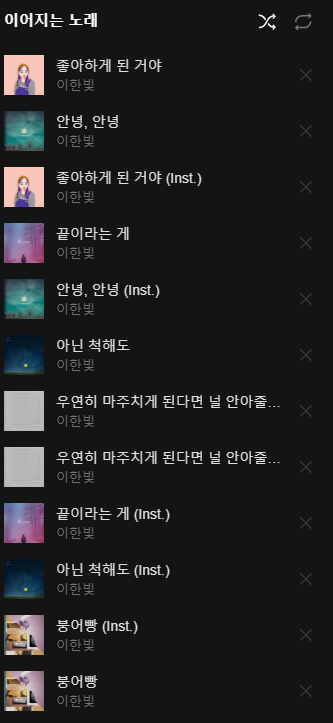 이어지는 노래
좋아하게 된 거야
이한빛
안녕, 안녕
이한빛
좋아하게 된 거야 (Inst.)
이한빛
끝이라는 게
이한빛
안녕, 안녕 (Inst.)
이한빛
아닌 척해도
이한빛
우연히 마주치게 된다면 널 안아줄...
이한빛
우연히 마주치게 된다면 널 안아줄...
이한빛
끝이라는 게 (Inst.)
이한빛
아닌 척해도 (Inst.)
이한빛
붕어빵 (Inst.)
이한빛
붕어빵
이한빛